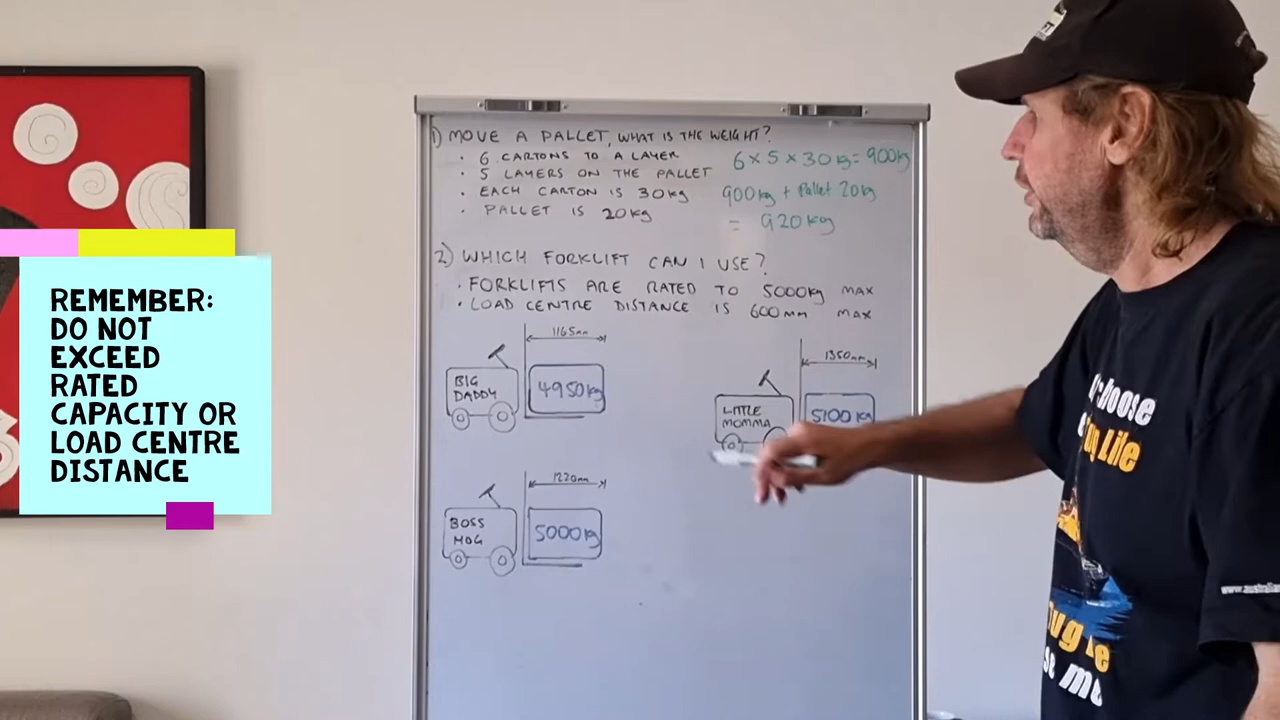 REMEMBER:
DO NOT
EXCEED
RATED
CAPACITY OR
LOAD CENTRE
DISTANCE
1) MOVE A PALLET, WHAT IS THE WEIGHT?
• 6 CARTONS TO A LAYER
• 5 LAYERS ON THE PALLET
• EACH CARTON IS 30kg
• PALLET IS 20kg
6 x 5 x 30kg = 900kg
900kg + Pallet 20kg
= 920kg
2) WHICH FORKLIFT CAN I USE?
• FORKLIFTS ARE RATED TO 5000kg MAX
• LOAD CENTRE DISTANCE IS 600mm MAX
1165mm
BIG
DADDY
4950kg
1350mm
LITTLE
MOMMA
5100kg
1220mm
BOSS
HOG
5000kg
choose
Tug Life